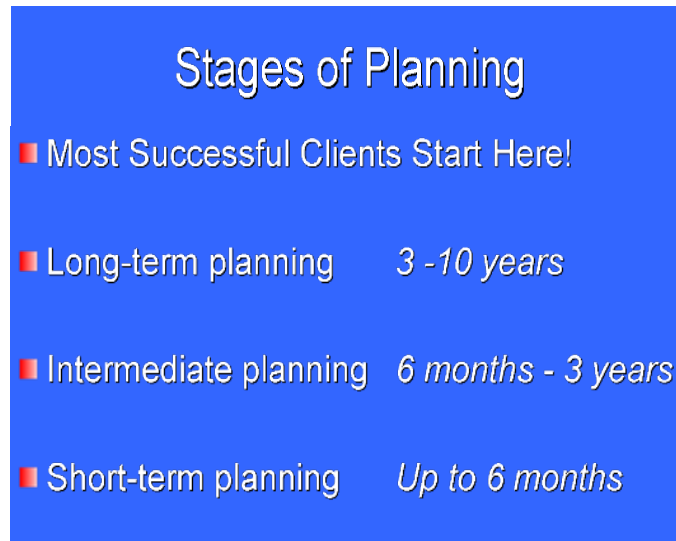 Stages of Planning
Most Successful Clients Start Here!
Long-term planning 3 -10 years
Intermediate planning 6 months - 3 years
Short-term planning Up to 6 months